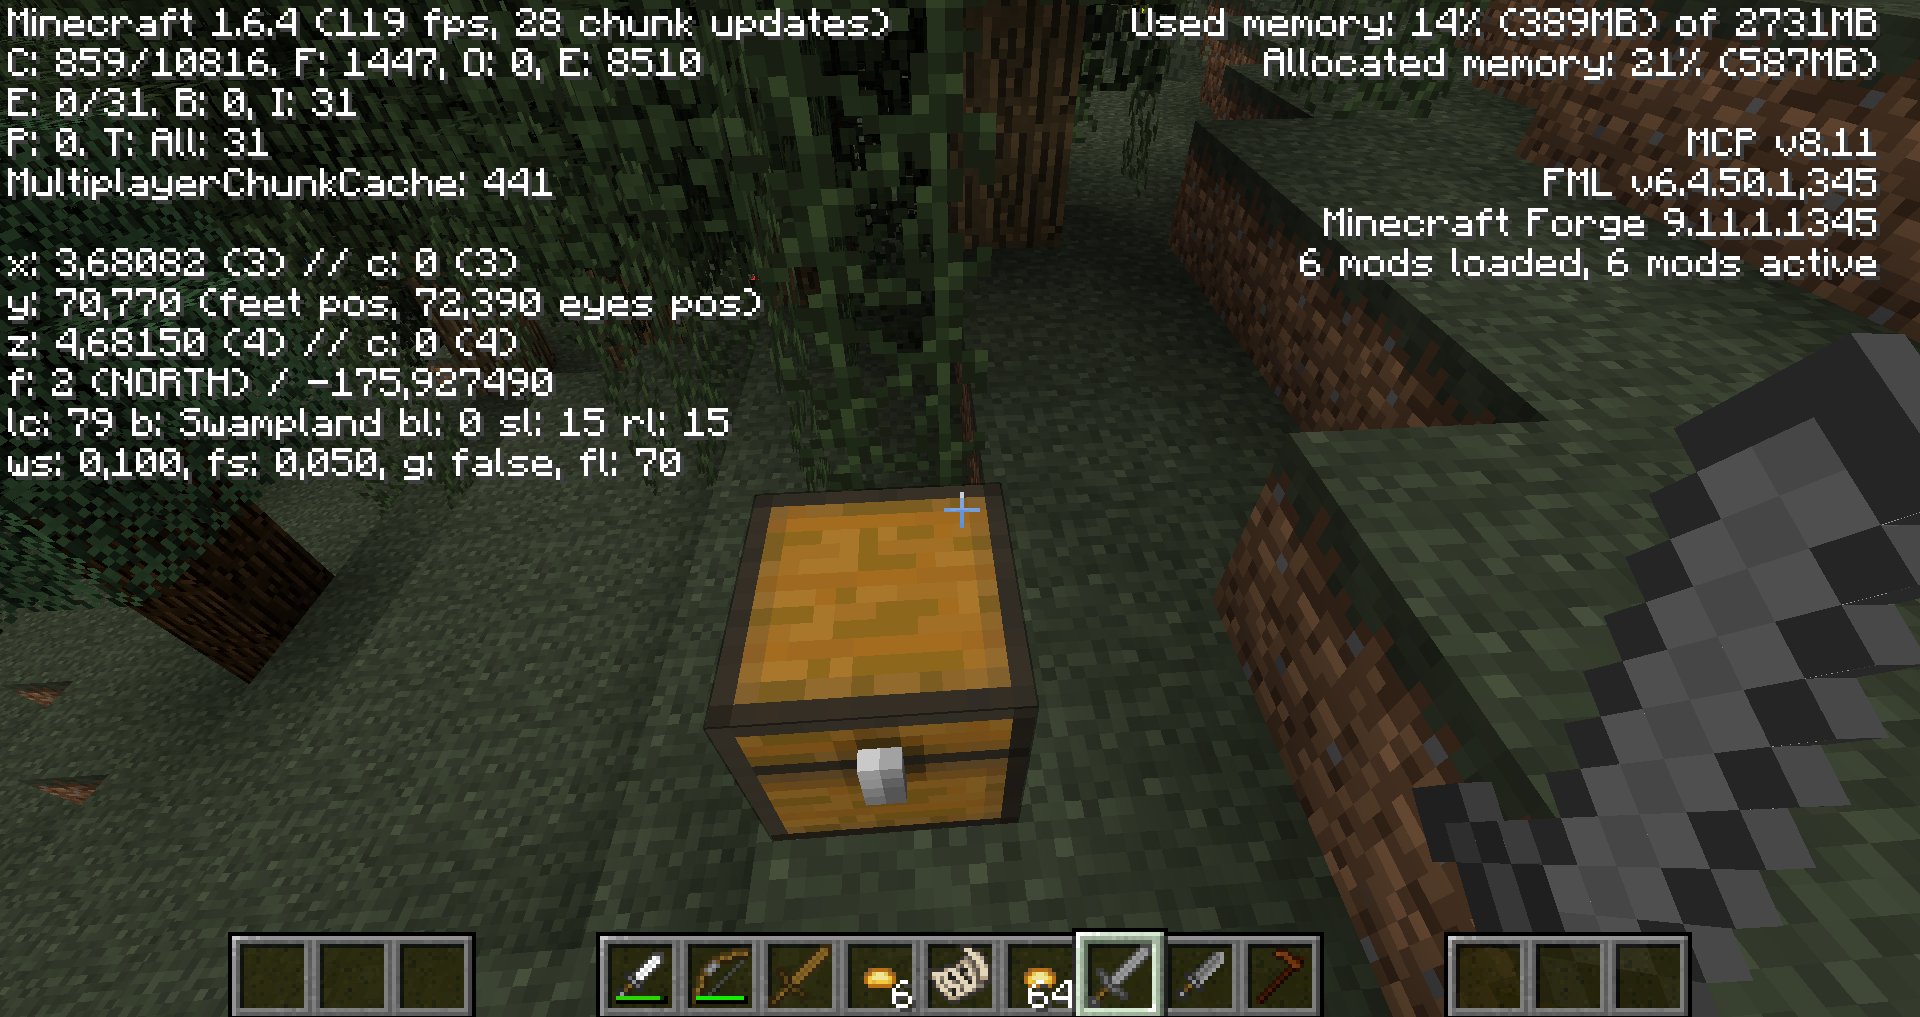 Minecraft 1.6.4 (119 fps, 28 chunk updates)
C: 859/10816. F: 1447, O: 0, E: 8510
E: 0/31. B: 0, I: 31
P: 0. T: All: 31
MultiplayerChunkCache: 441
x: 3,68082 (3) // c: 0 (3)
y: 70,770 (feet pos, 72,390 eyes pos)
z: 4,68150 (4) // c: 0 (4)
f: 2 (NORTH) / -175,927490
lc: 79 b: Swampland bl: 0 sl: 15 rl: 15
ws: 0,100, fs: 0,050, g: false, fl: 70
Used memory: 14% (389MB) of 2731MB
Allocated memory: 21% (587MB)
MCP v8.11
FML v6.4.50.1,345
Minecraft Forge 9.11.1.1345
6 mods loaded, 6 mods active
6
64